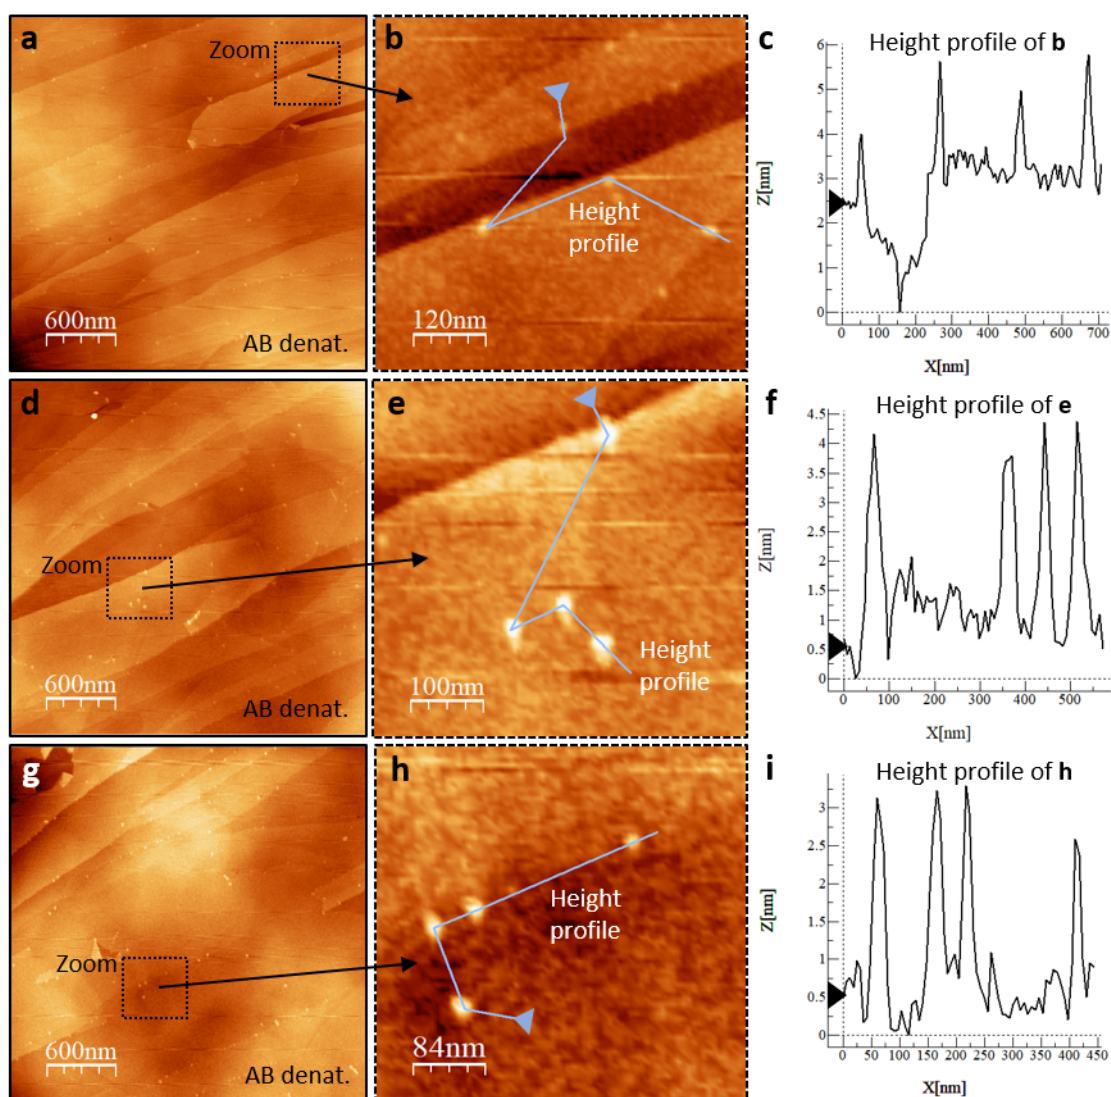 a
Zoom
600nm
AB denat.
b
Height
profile
120nm
c
Height profile of b
Z[nm]
6
5
4
3
2
1
0
0 100 200 300 400 500 600 700
X[nm]
d
Zoom
600nm
AB denat.
e
Height
profile
100nm
f
Height profile of e
Z[nm]
4.5
4
3.5
3
2.5
2
1.5
1
0.5
0
0 100 200 300 400 500
X[nm]
g
Zoom
600nm
AB denat.
h
Height
profile
84nm
i
Height profile of h
Z[nm]
3
2.5
2
1.5
1
0.5
0
0 50 100 150 200 250 300 350 400 450
X[nm]